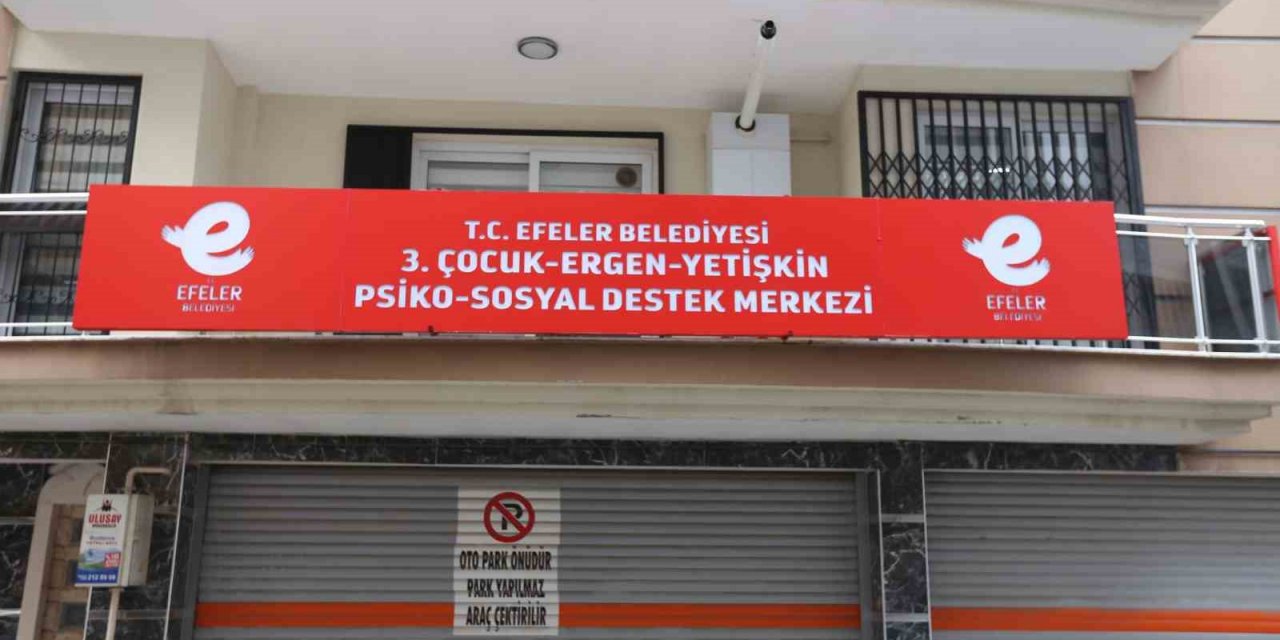 T.C. EFELER BELEDİYESİ
3. ÇOCUK-ERGEN-YETİŞKİN
PSİKO-SOSYAL DESTEK MERKEZİ
e
EFELER
BELEDİYESİ
e
EFELER
BELEDİYESİ
P
OTO PARK ÖNÜDÜR
PARK YAPILMAZ
ARAÇ ÇEKTİRİLİR
ULUSAY